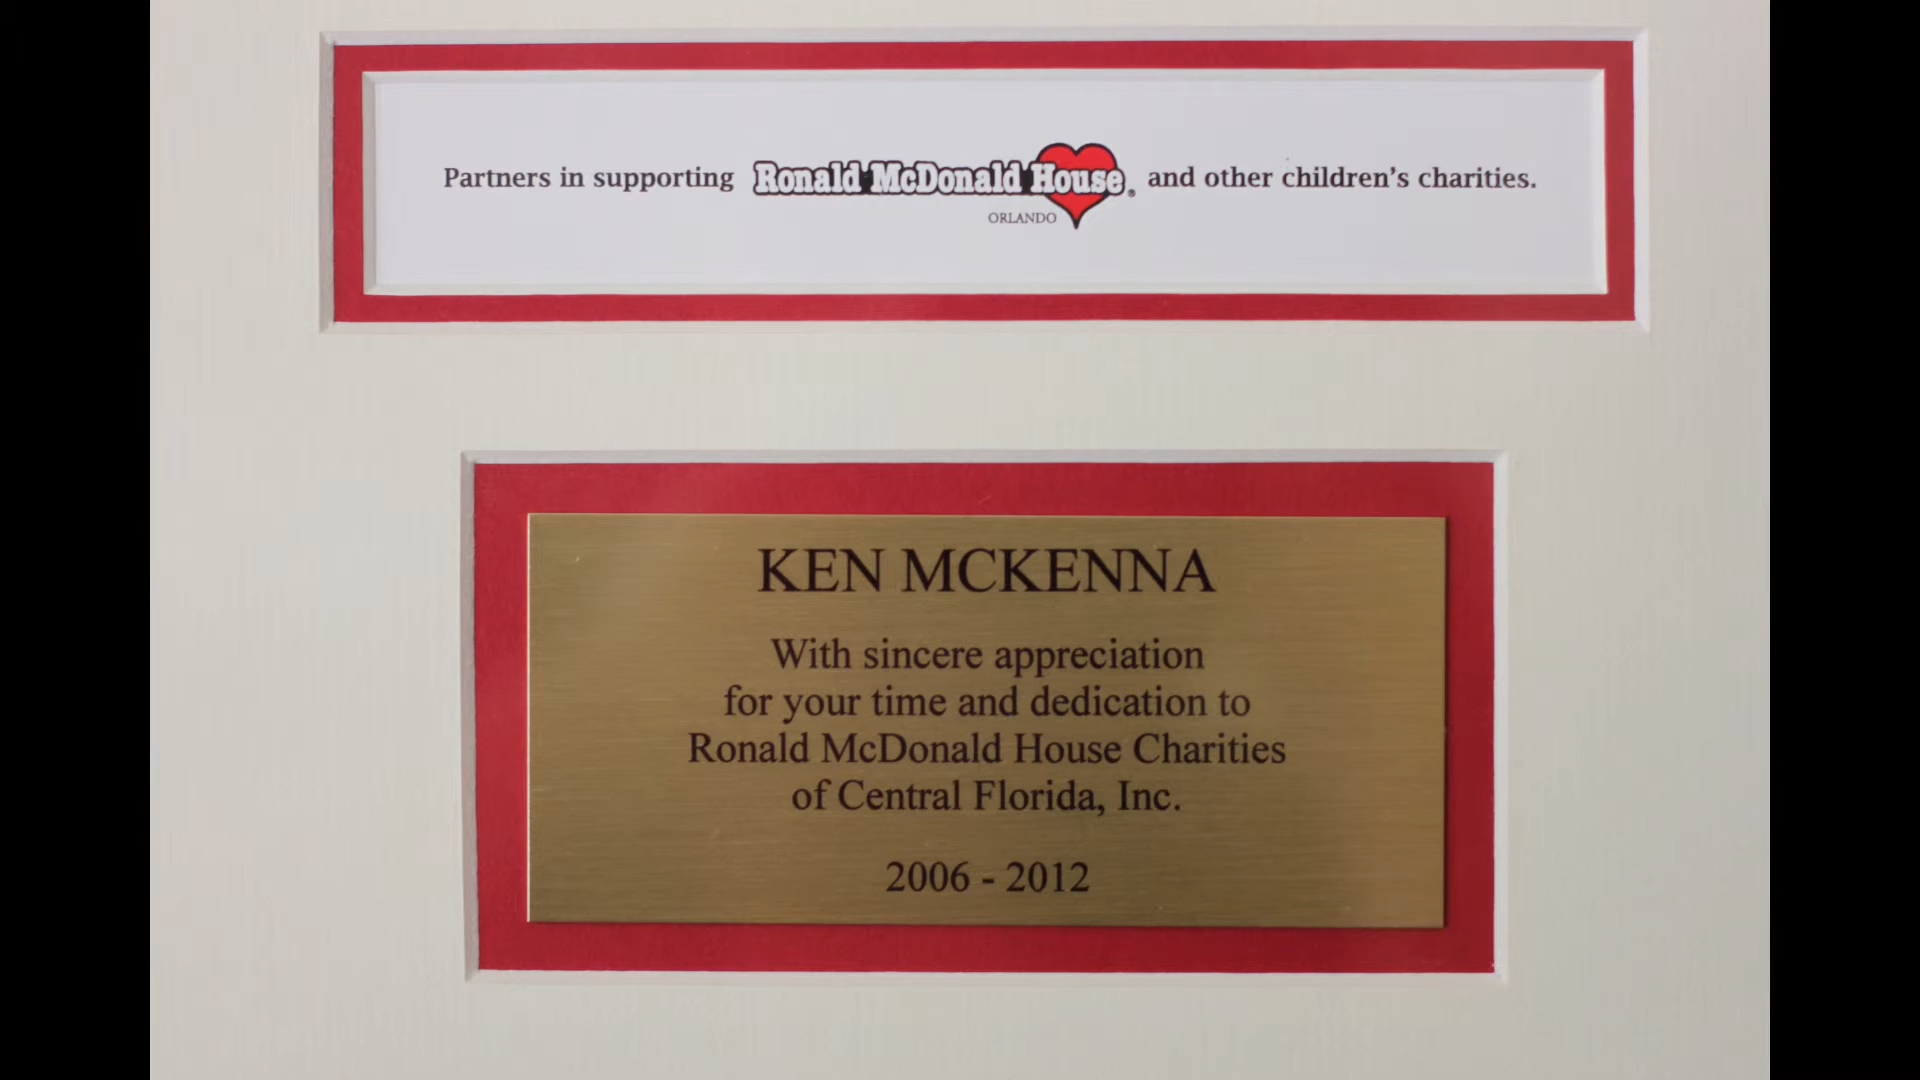 Partners in supporting Ronald McDonald House® and other children's charities.
ORLANDO
KEN MCKENNA
With sincere appreciation
for your time and dedication to
Ronald McDonald House Charities
of Central Florida, Inc.
2006 - 2012